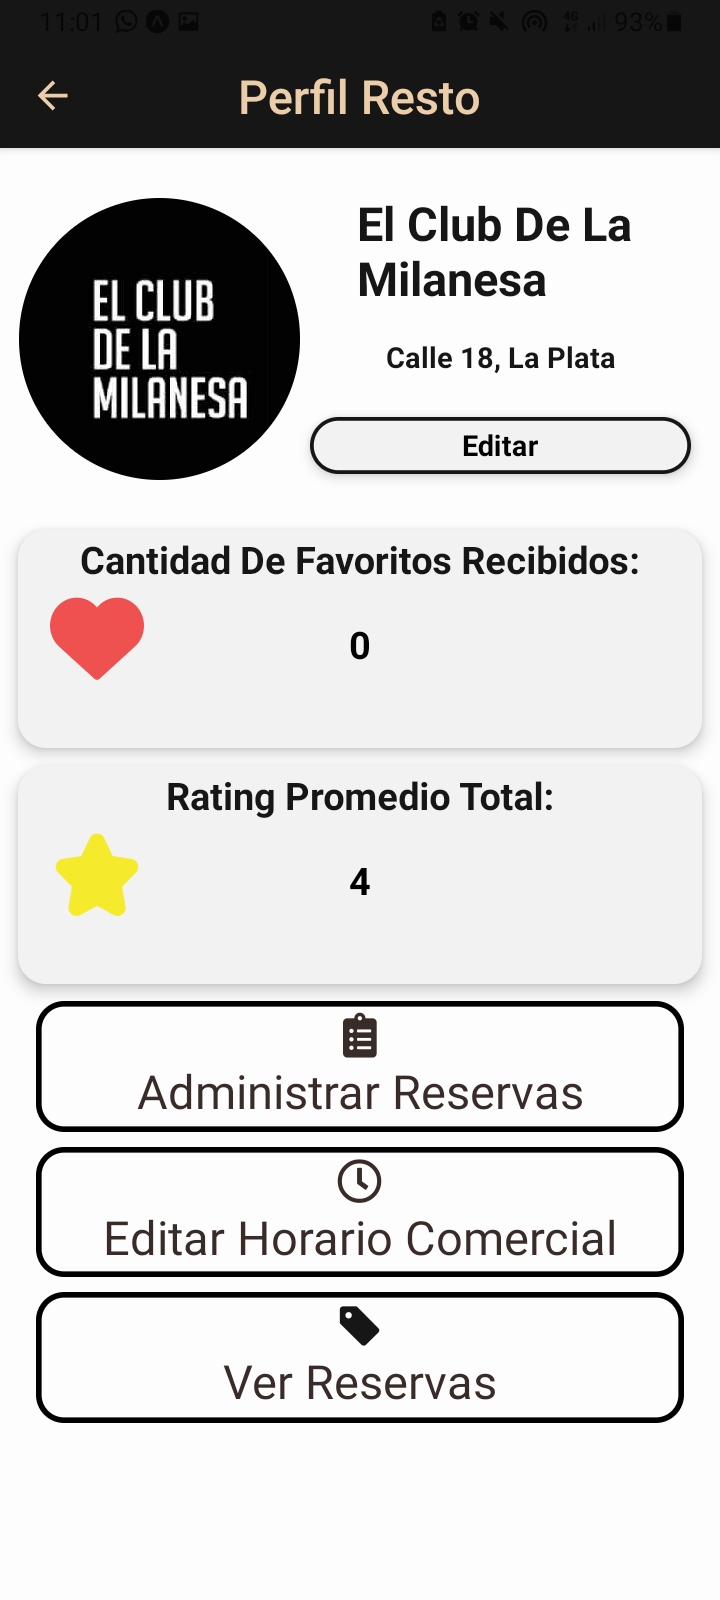 11:01
4G
93%
Perfil Resto
EL CLUB
DE LA
MILANESA
El Club De La
Milanesa
Calle 18, La Plata
Editar
Cantidad De Favoritos Recibidos:
0
Rating Promedio Total:
4
Administrar Reservas
Editar Horario Comercial
Ver Reservas